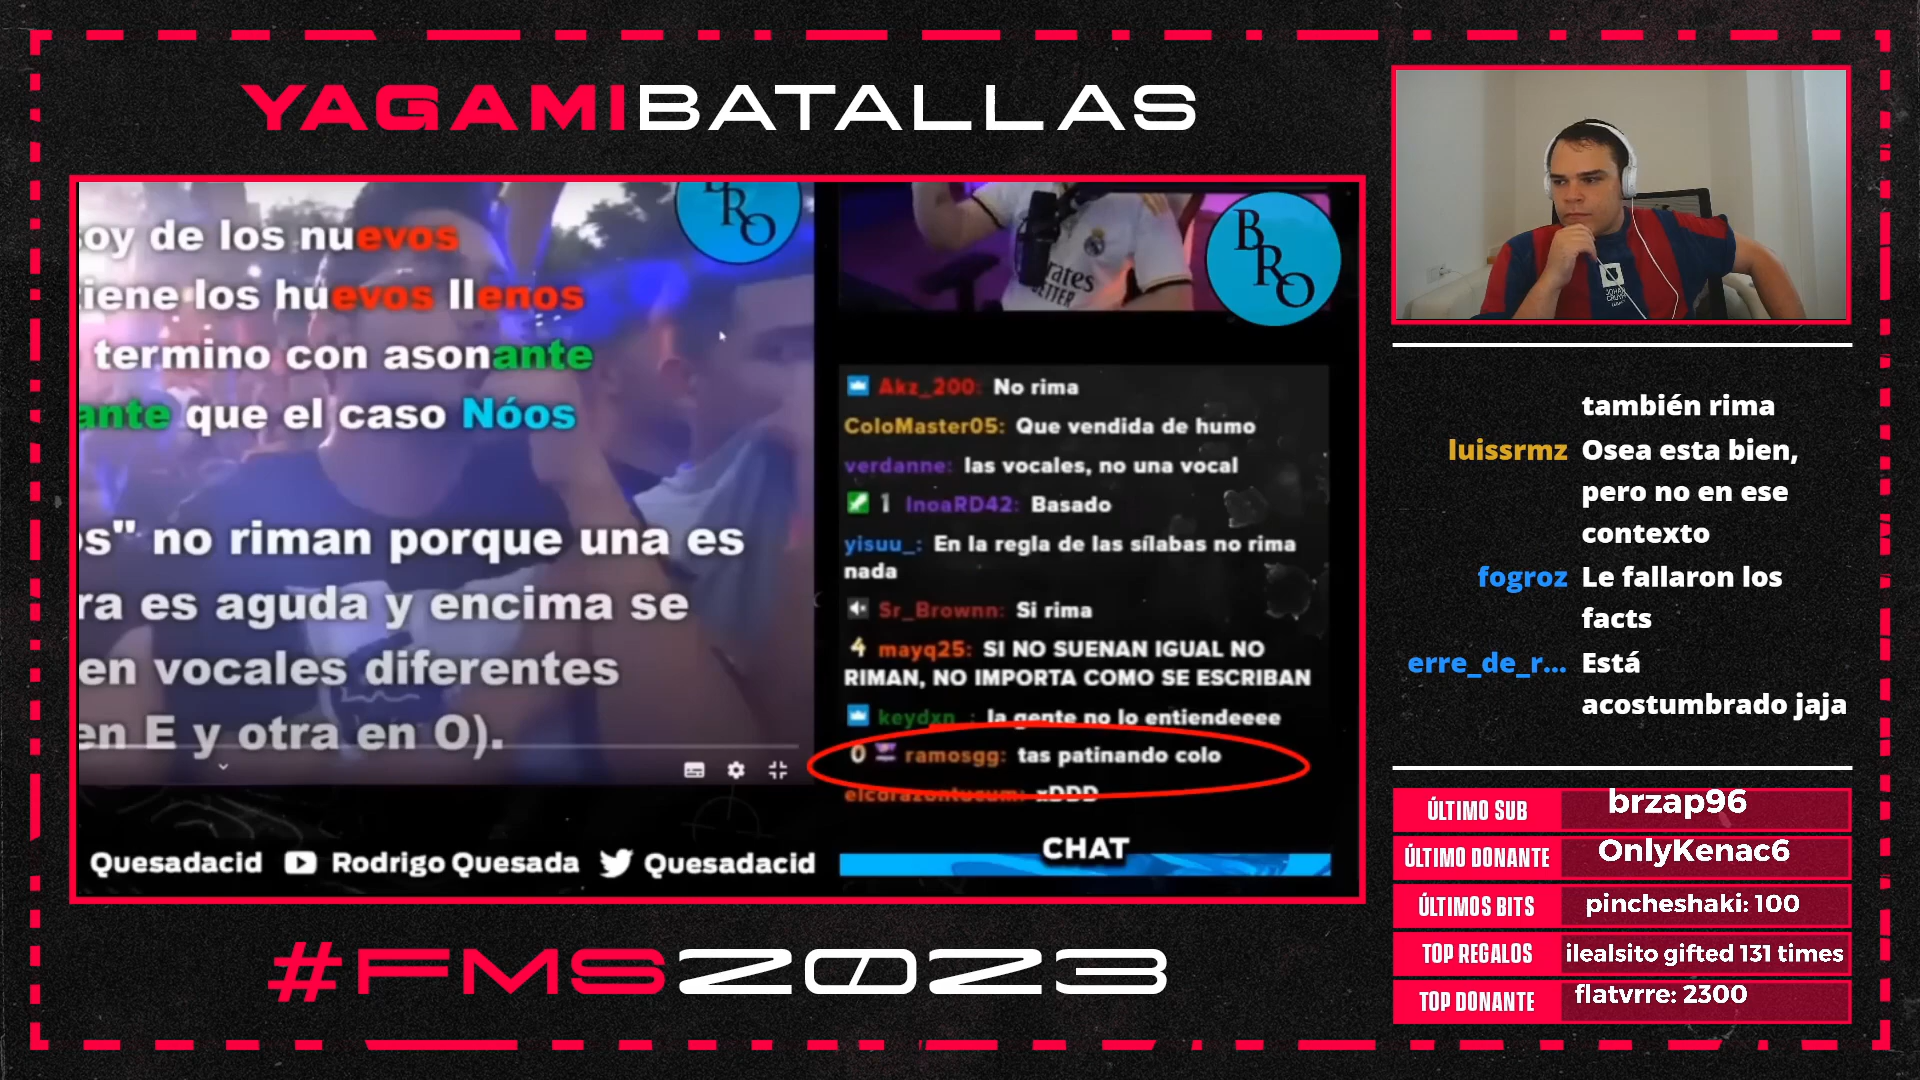 YAGAMIBATALLAS
oy de los nuevos
iene los huevos llenos
termino con asonante
ante que el caso Nóos
s" no riman porque una es
ra es aguda y encima se
en vocales diferentes
en E y otra en O).
BRO
BRO
Akz_200: No rima
ColoMaster05: Que vendida de humo
verdanne: las vocales, no una vocal
1 InoaRD42: Basado
yisuu_: En la regla de las sílabas no rima
nada
Sr_Brownn: Si rima
4 mayq25: SI NO SUENAN IGUAL NO
RIMAN, NO IMPORTA COMO SE ESCRIBAN
keydxn_: la gente no lo entiendeeee
0 ramosgg: tas patinando colo
elcorazontucum: xDDD
CHAT
Quesadacid Rodrigo Quesada Quesadacid
#FMS2023
también rima
luissrmz Osea esta bien,
pero no en ese
contexto
fogroz Le fallaron los
facts
erre_de_r... Está
acostumbrado jaja
ÚLTIMO SUB brzap96
ÚLTIMO DONANTE OnlyKenac6
ÚLTIMOS BITS pincheshaki: 100
TOP REGALOS ilealsito gifted 131 times
TOP DONANTE flatvrre: 2300